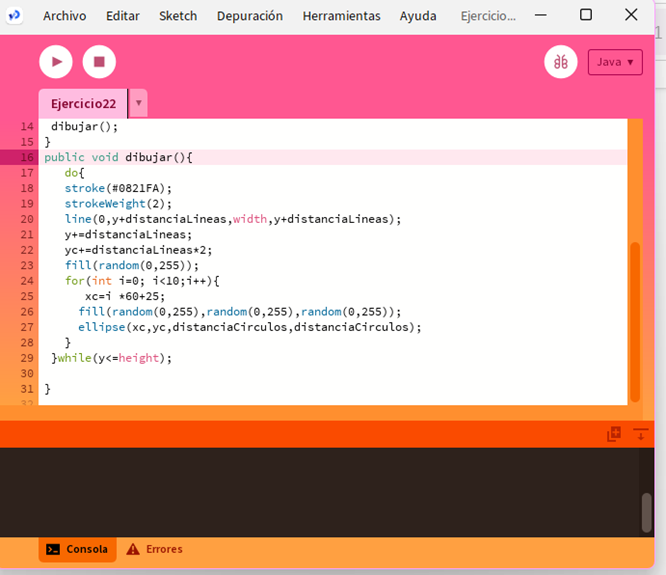 Archivo Editar Sketch Depuración Herramientas Ayuda Ejercicio...
Java ▾
Ejercicio22 ▾
14 dibujar();
15 }
16 public void dibujar(){
17 do{
18 stroke(#0821FA);
19 strokeWeight(2);
20 line(0,y+distanciaLineas,width,y+distanciaLineas);
21 y+=distanciaLineas;
22 yc+=distanciaLineas*2;
23 fill(random(0,255));
24 for(int i=0; i<10;i++){
25 xc=i *60+25;
26 fill(random(0,255),random(0,255),random(0,255));
27 ellipse(xc,yc,distanciaCirculos,distanciaCirculos);
28 }
29 }while(y<=height);
30
31 }
32
Consola Errores